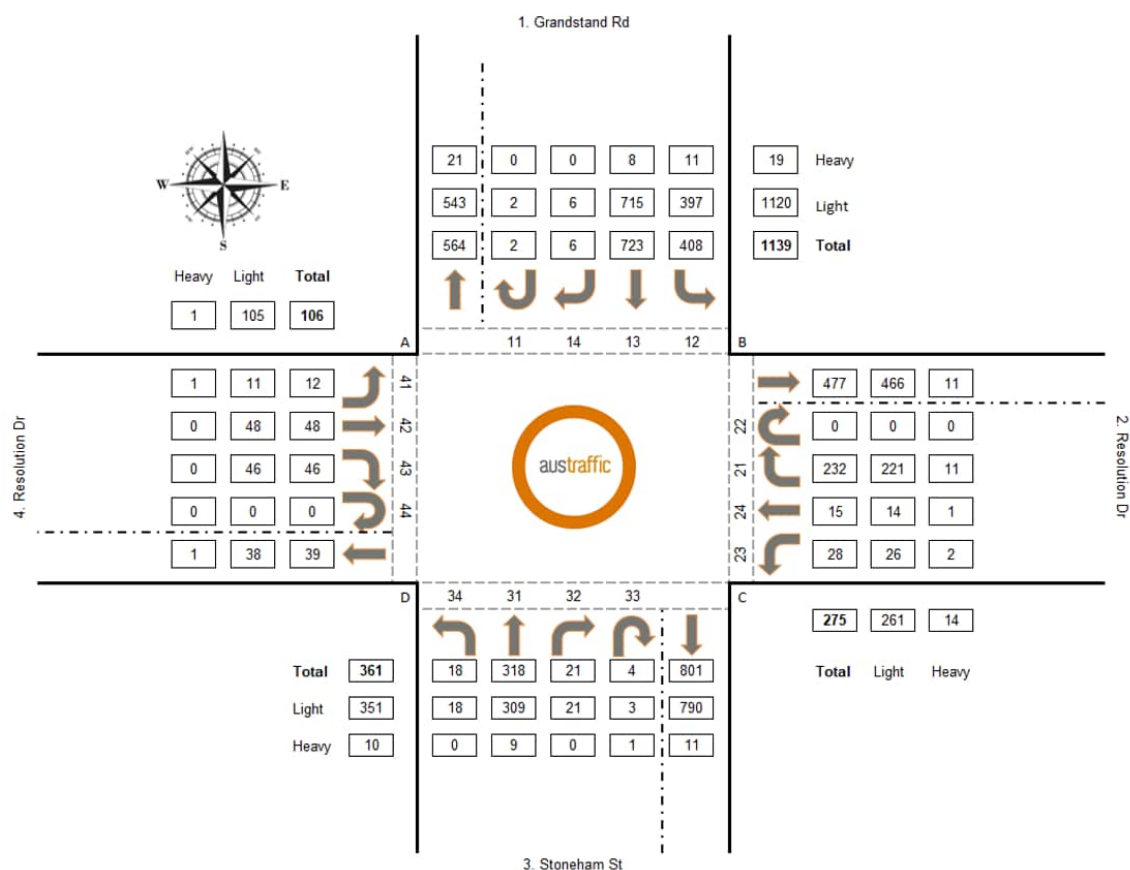 1. Grandstand Rd
21 0 0 8 11 19 Heavy
543 2 6 715 397 1120 Light
564 2 6 723 408 1139 Total
W E
S
Heavy Light Total
1 105 106
A 11 14 13 12 B
1 11 12 41 477 466 11
0 48 48 42 22 0 0 0
0 46 46 43 austraffic 21 232 221 11
0 0 0 44 24 15 14 1
1 38 39 23 28 26 2
4. Resolution Dr
2. Resolution Dr
D 34 31 32 33 C
275 261 14
Total 361 18 318 21 4 801 Total Light Heavy
Light 351 18 309 21 3 790
Heavy 10 0 9 0 1 11
3. Stoneham St